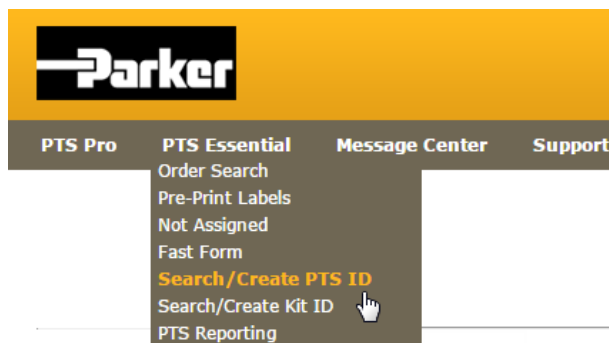 Parker
PTS Pro PTS Essential Message Center Support
Order Search
Pre-Print Labels
Not Assigned
Fast Form
Search/Create PTS ID
Search/Create Kit ID
PTS Reporting